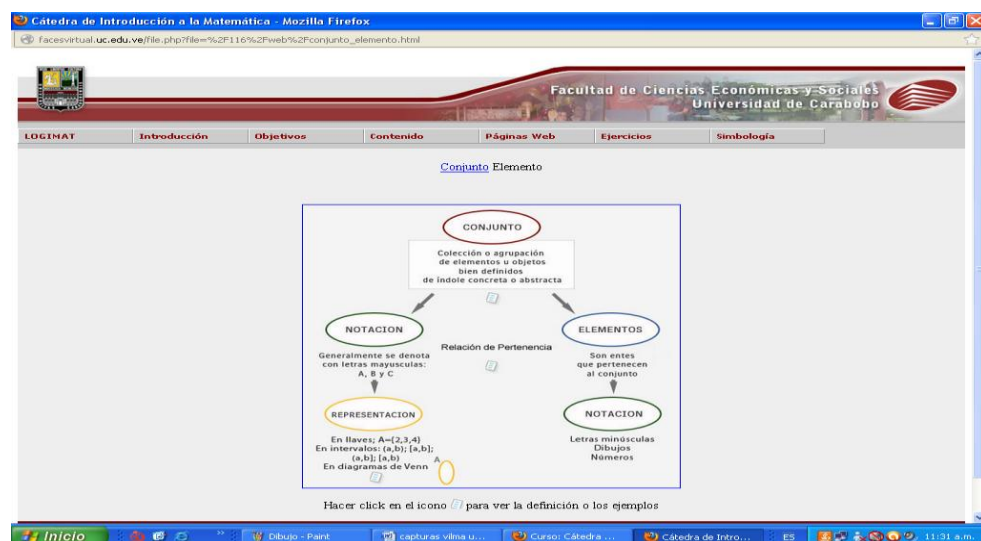 Cátedra de Introducción a la Matemática - Mozilla Firefox
facesvirtual.uc.edu.ve/file.php?file=%2F116%2Fweb%2Fconjunto_elemento.html
Facultad de Ciencias Económicas y Sociales
Universidad de Carabobo
LOGIMAT Introducción Objetivos Contenido Páginas Web Ejercicios Simbología
Conjunto Elemento
CONJUNTO
Colección o agrupación
de elementos u objetos
bien definidos
de índole concreta o abstracta
NOTACION
Generalmente se denota
con letras mayusculas:
A, B y C
Relación de Pertenencia
ELEMENTOS
Son entes
que pertenecen
al conjunto
REPRESENTACION
En llaves; A={2,3,4}
En intervalos: (a,b); [a,b];
(a,b]; [a,b)
En diagramas de Venn
A
NOTACION
Letras minúsculas
Dibujos
Números
Hacer click en el icono para ver la definición o los ejemplos
Inicio
Dibujo - Paint
capturas vilma u...
Curso: Cátedra ...
Cátedra de Intro...
ES
11:31 a.m.